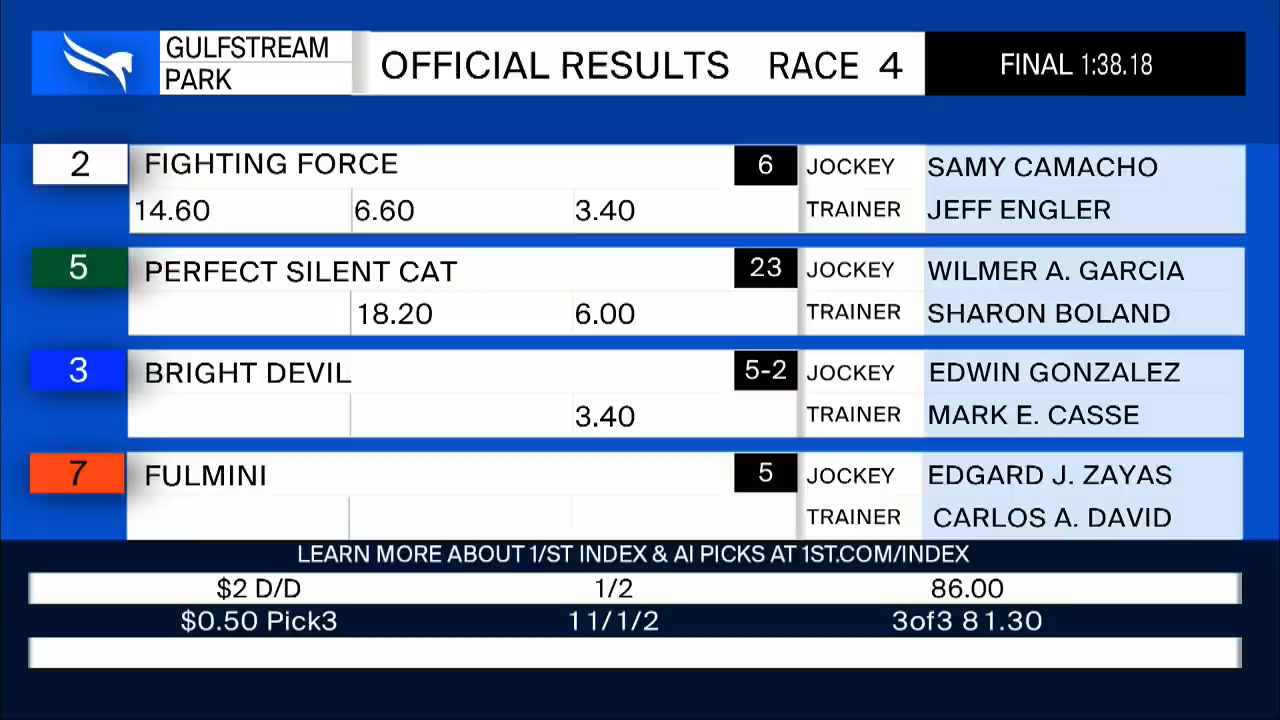 GULFSTREAM
PARK
OFFICIAL RESULTS RACE 4
FINAL 1:38.18
2 FIGHTING FORCE 6 JOCKEY SAMY CAMACHO
14.60 6.60 3.40 TRAINER JEFF ENGLER
5 PERFECT SILENT CAT 23 JOCKEY WILMER A. GARCIA
18.20 6.00 TRAINER SHARON BOLAND
3 BRIGHT DEVIL 5-2 JOCKEY EDWIN GONZALEZ
3.40 TRAINER MARK E. CASSE
7 FULMINI 5 JOCKEY EDGARD J. ZAYAS
TRAINER CARLOS A. DAVID
LEARN MORE ABOUT 1/ST INDEX & AI PICKS AT 1ST.COM/INDEX
$2 D/D 1/2 86.00
$0.50 Pick3 11/1/2 3of3 81.30